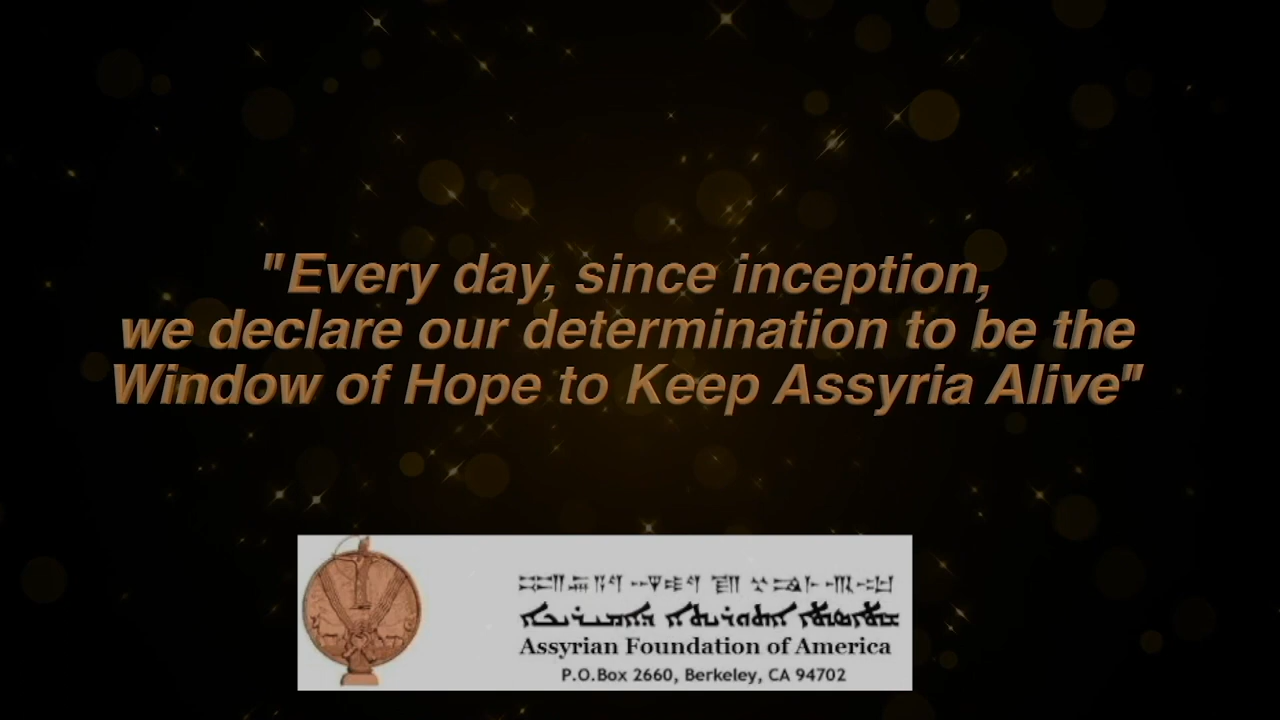 "Every day, since inception,
we declare our determination to be the
Window of Hope to Keep Assyria Alive"
Assyrian Foundation of America
P.O.Box 2660, Berkeley, CA 94702